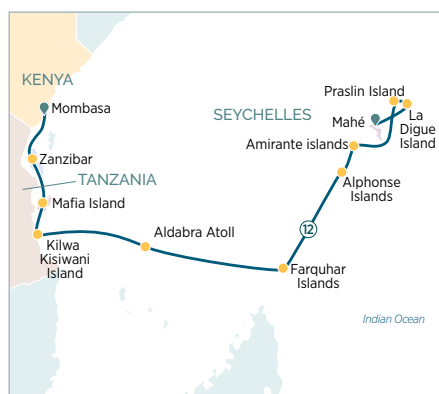 KENYA
Mombasa
Zanzibar
TANZANIA
Mafia Island
Kilwa
Kisiwani
Island
Aldabra Atoll
Farquhar
Islands
12
Alphonse
Islands
Amirante islands
SEYCHELLES
Mahé
Praslin Island
La
Digue
Island
Indian Ocean